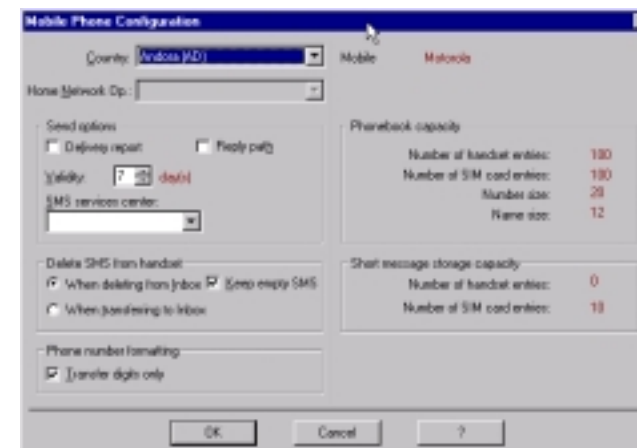 Mobile Phone Configuration
Country: Andora (AD)
Mobile Motorola
Home Network Op.:
Send options
Delivery report Reply path
Validity: 7 day(s)
SMS services center:
Phonebook capacity
Number of handset entries: 100
Number of SIM card entries: 100
Number size: 20
Name size: 12
Delete SMS from handset
When deleting from Inbox Keep empty SMS
When transferring to Inbox
Short message storage capacity
Number of handset entries: 0
Number of SIM card entries: 10
Phone number formatting
Transfer digits only
OK Cancel ?